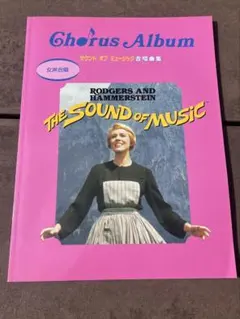 Chorus Album
サウンド オブ ミュージック 合唱曲集
女声合唱
RODGERS AND
HAMMERSTEIN
THE SOUND OF MUSIC